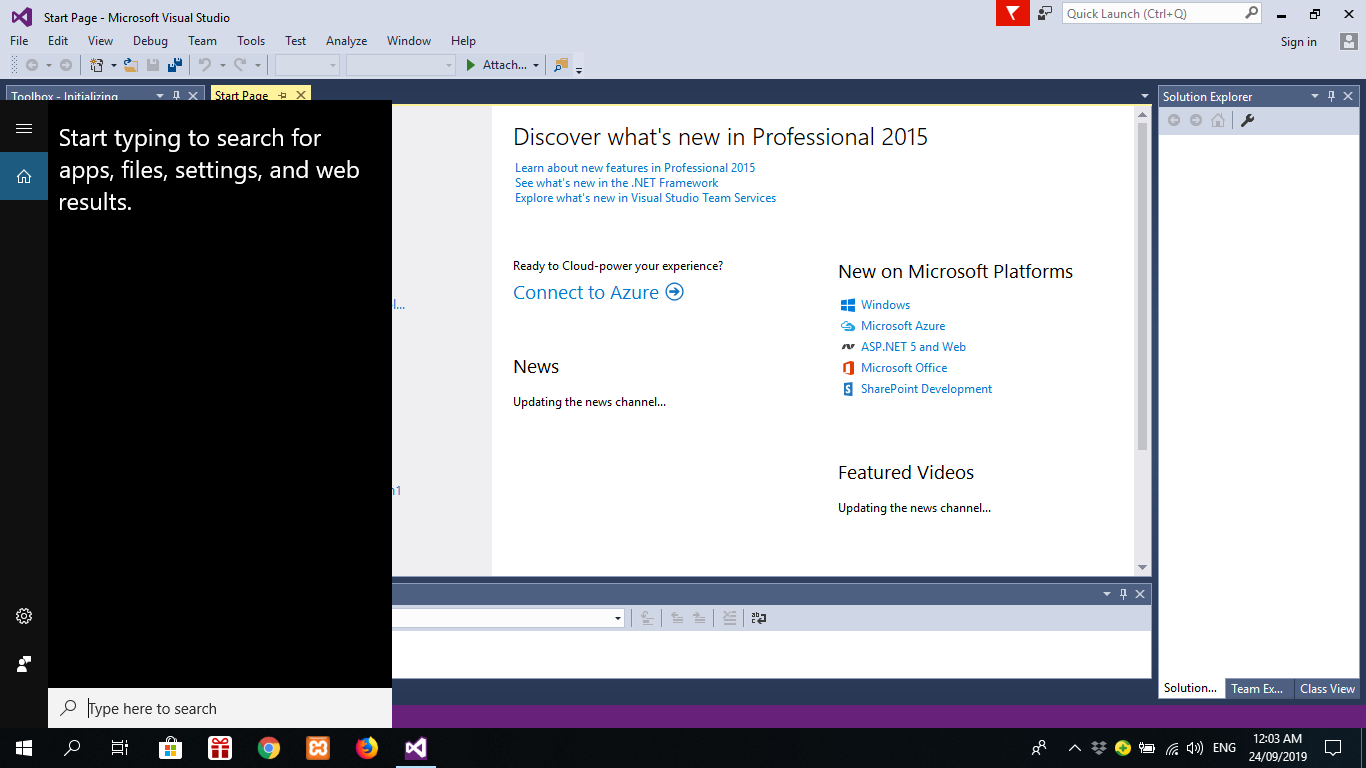 Start Page - Microsoft Visual Studio
Quick Launch (Ctrl+Q)
File Edit View Debug Team Tools Test Analyze Window Help
Sign in
Attach...
Toolbox - Initializing
Start Page
Solution Explorer
Start typing to search for
apps, files, settings, and web
results.
Discover what's new in Professional 2015
Learn about new features in Professional 2015
See what's new in the .NET Framework
Explore what's new in Visual Studio Team Services
Ready to Cloud-power your experience?
Connect to Azure
New on Microsoft Platforms
Windows
Microsoft Azure
ASP.NET 5 and Web
Microsoft Office
SharePoint Development
News
Updating the news channel...
Featured Videos
Updating the news channel...
Solution... Team Ex... Class View
Type here to search
ENG
12:03 AM
24/09/2019